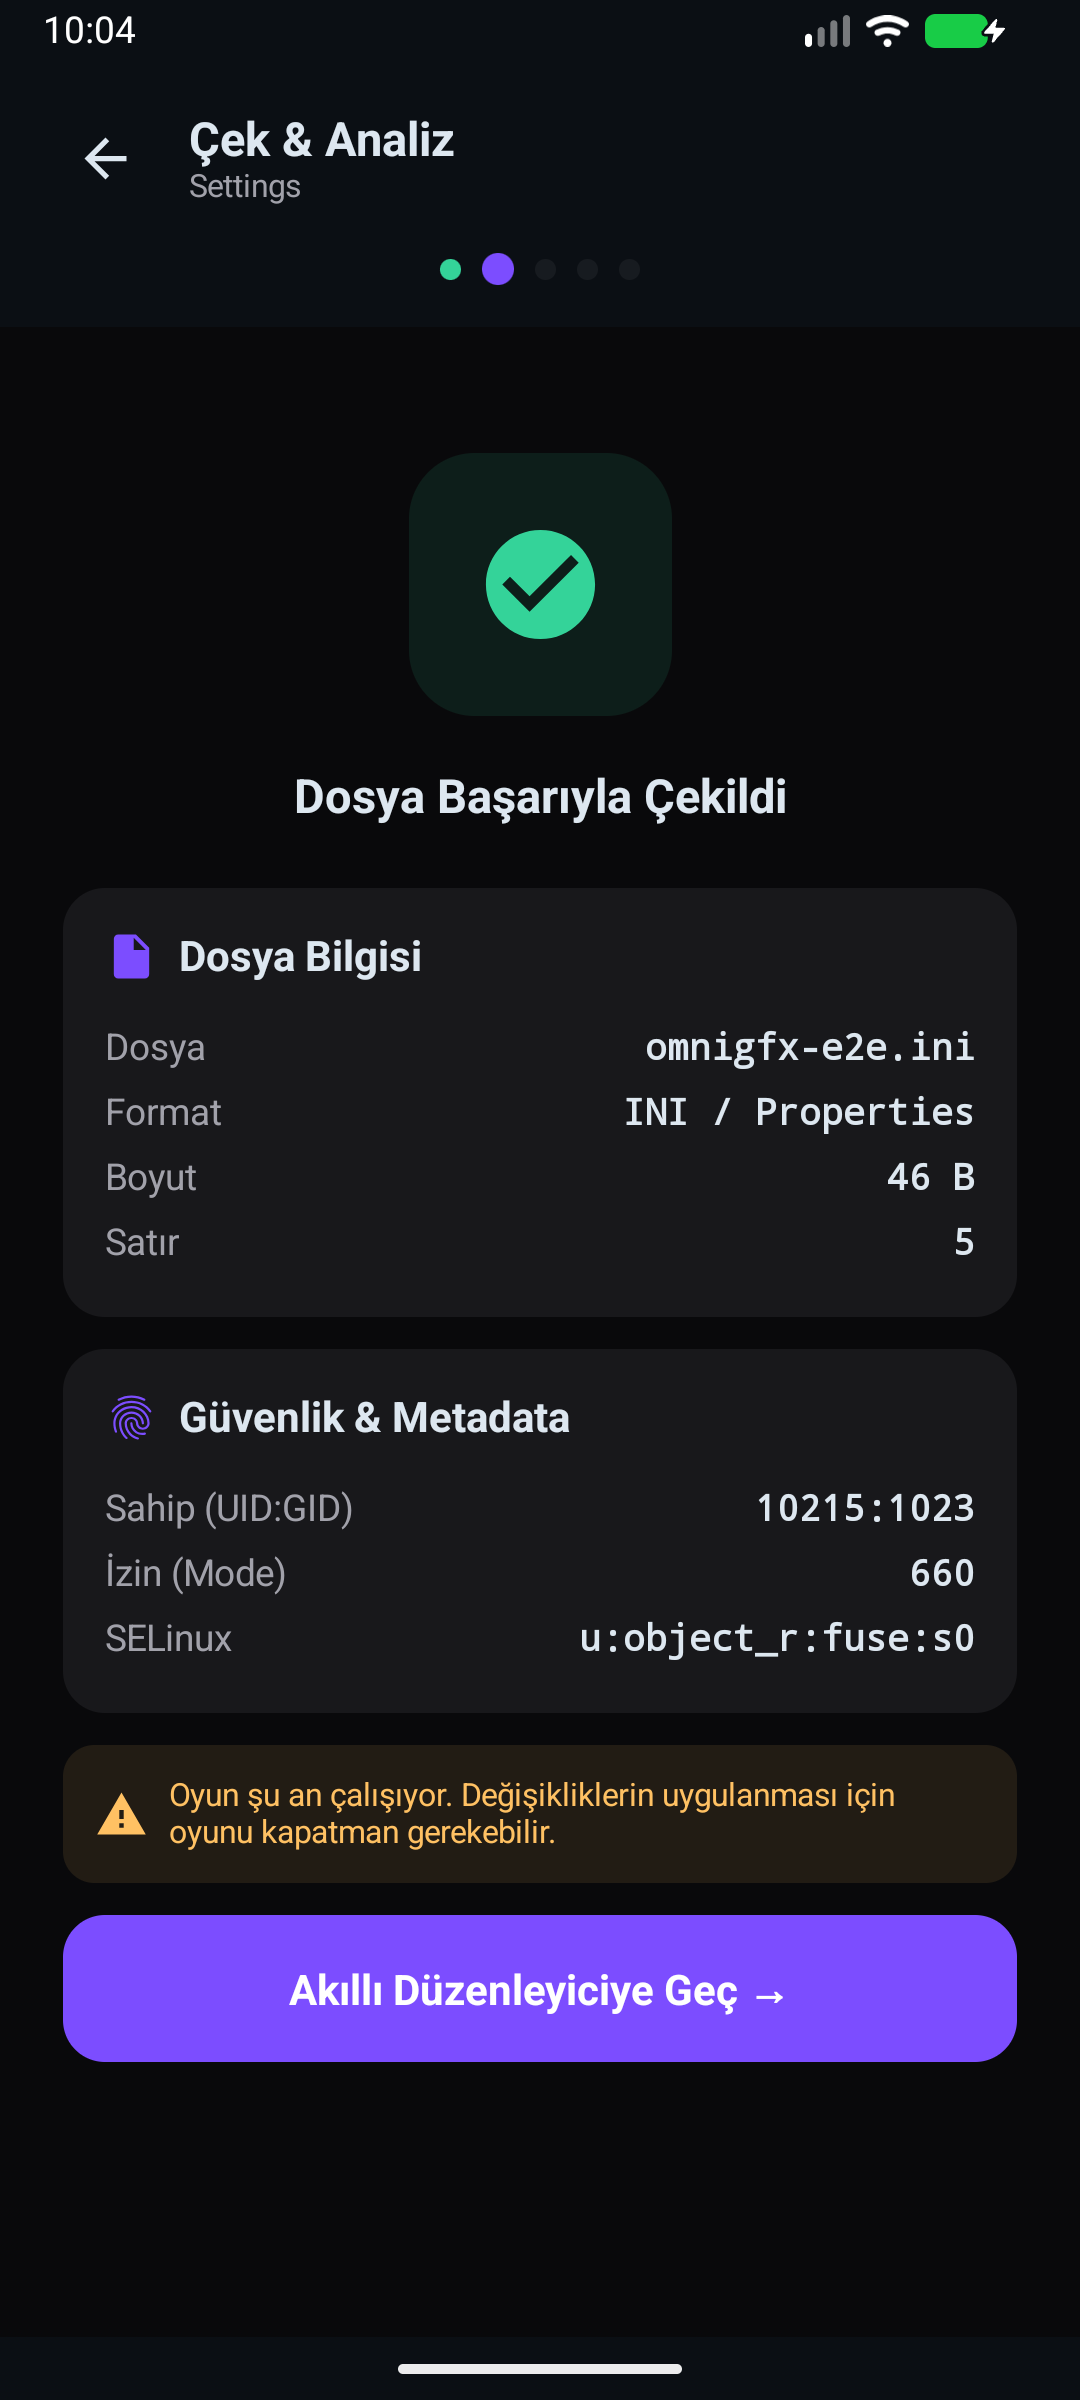 10:04
Çek & Analiz
Settings
Dosya Başarıyla Çekildi
Dosya Bilgisi
Dosya omnigfx-e2e.ini
Format INI / Properties
Boyut 46 B
Satır 5
Güvenlik & Metadata
Sahip (UID:GID) 10215:1023
İzin (Mode) 660
SELinux u:object_r:fuse:s0
Oyun şu an çalışıyor. Değişikliklerin uygulanması için
oyunu kapatman gerekebilir.
Akıllı Düzenleyiciye Geç →